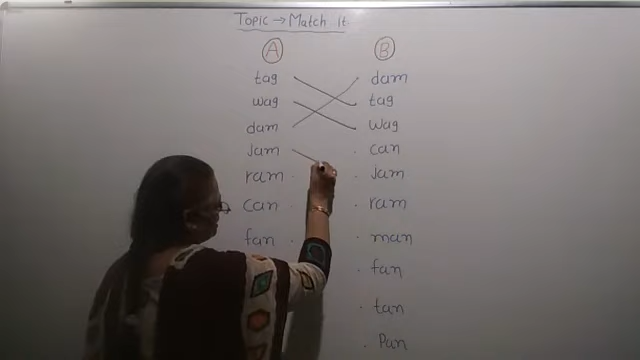 Topic → Match it
A B
tag dam
wag tag
dam wag
Jam can
ram Jam
can ram
fan man
fan
tan
Pan